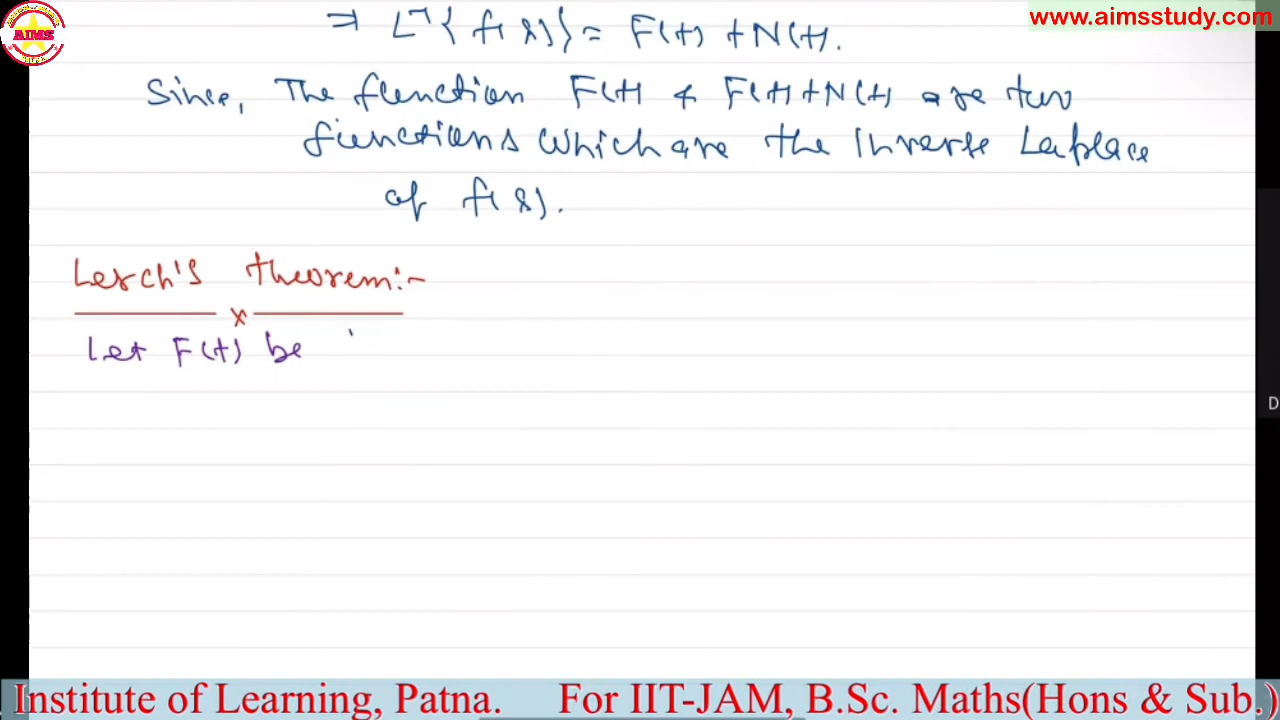 AIMS
www.aimsstudy.com
⇒ L⁻¹{f(s)} = F(t) + N(t).
Since, The function F(t) & F(t)+N(t) are two
functions which are the Inverse Laplace
of f(s).
Lerch's theorem:-
x
Let F(t) be
D
Institute of Learning, Patna. For IIT-JAM, B.Sc. Maths(Hons & Sub.)